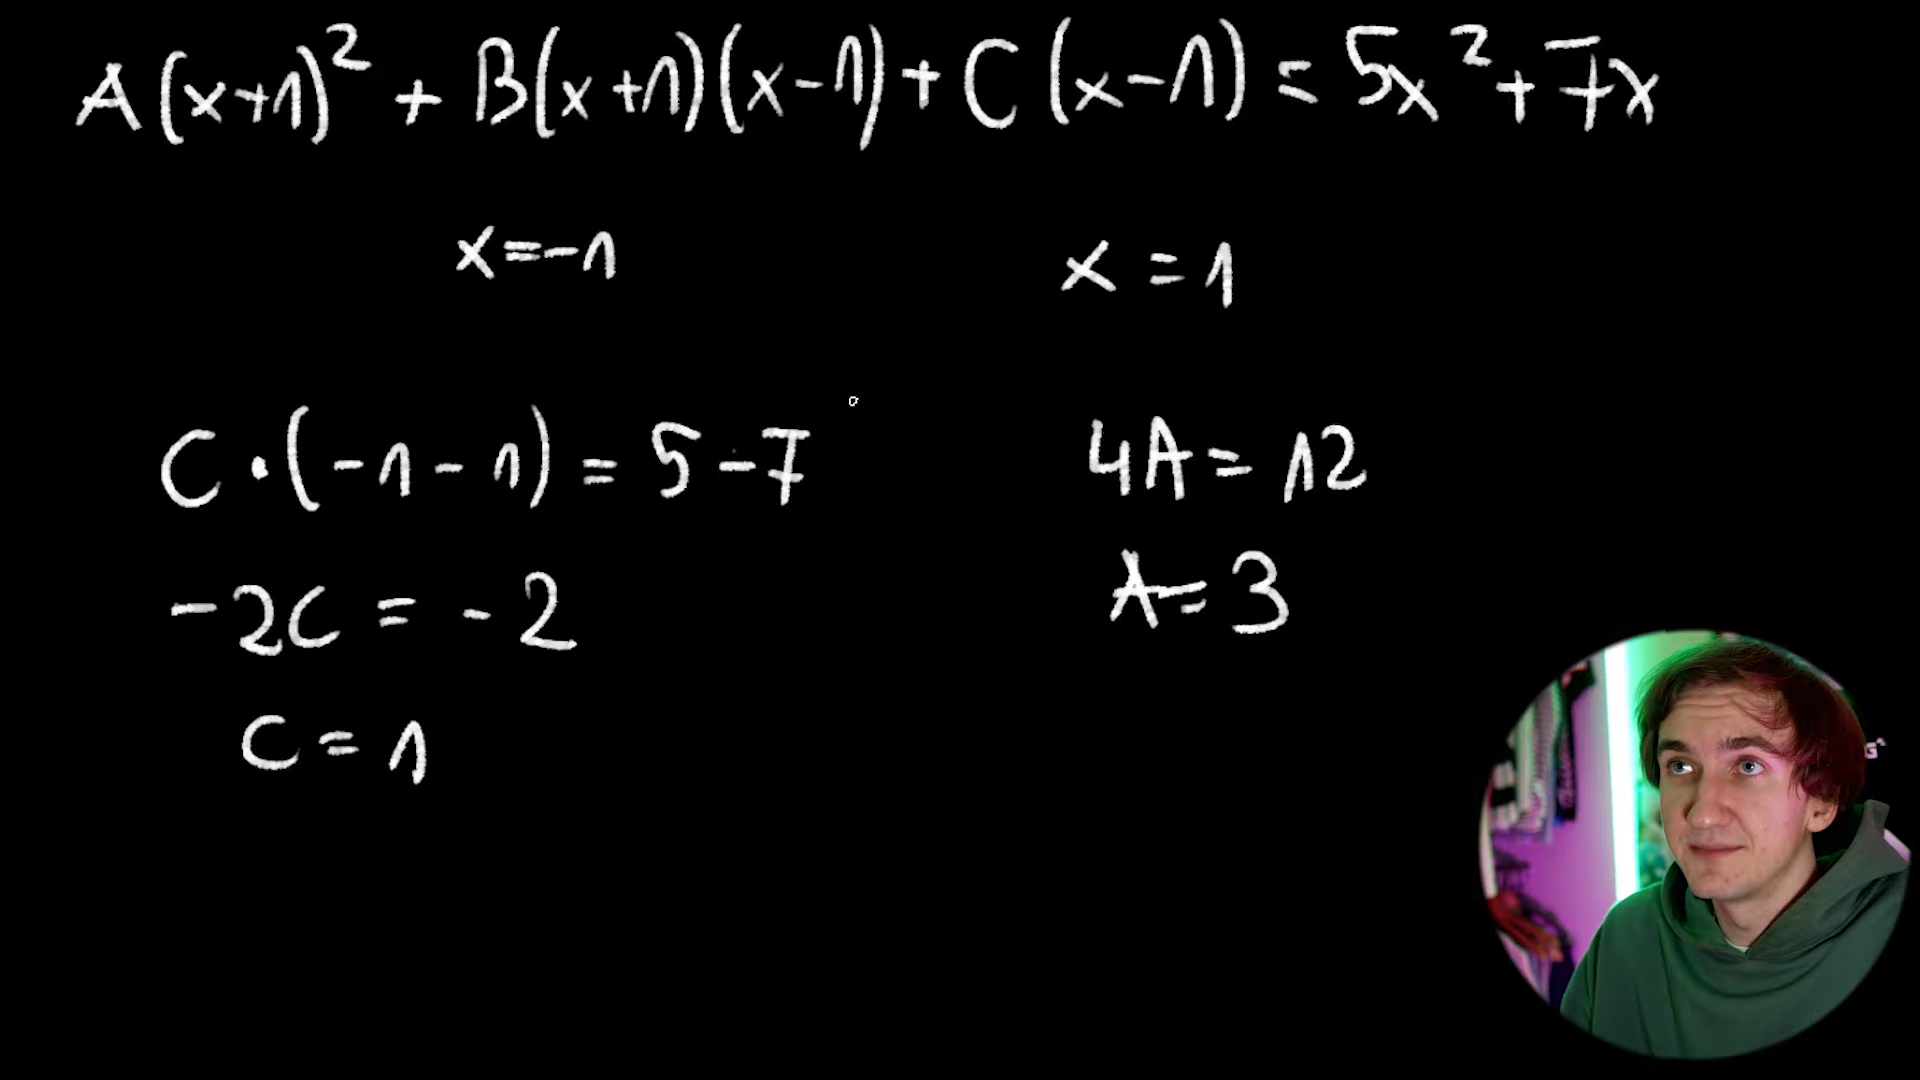 A(x+1)² + B(x+1)(x-1) + C(x-1) = 5x² + 7x
x=-1
x = 1
C·(-1-1) = 5-7
4A = 12
-2C = -2
A = 3
C = 1